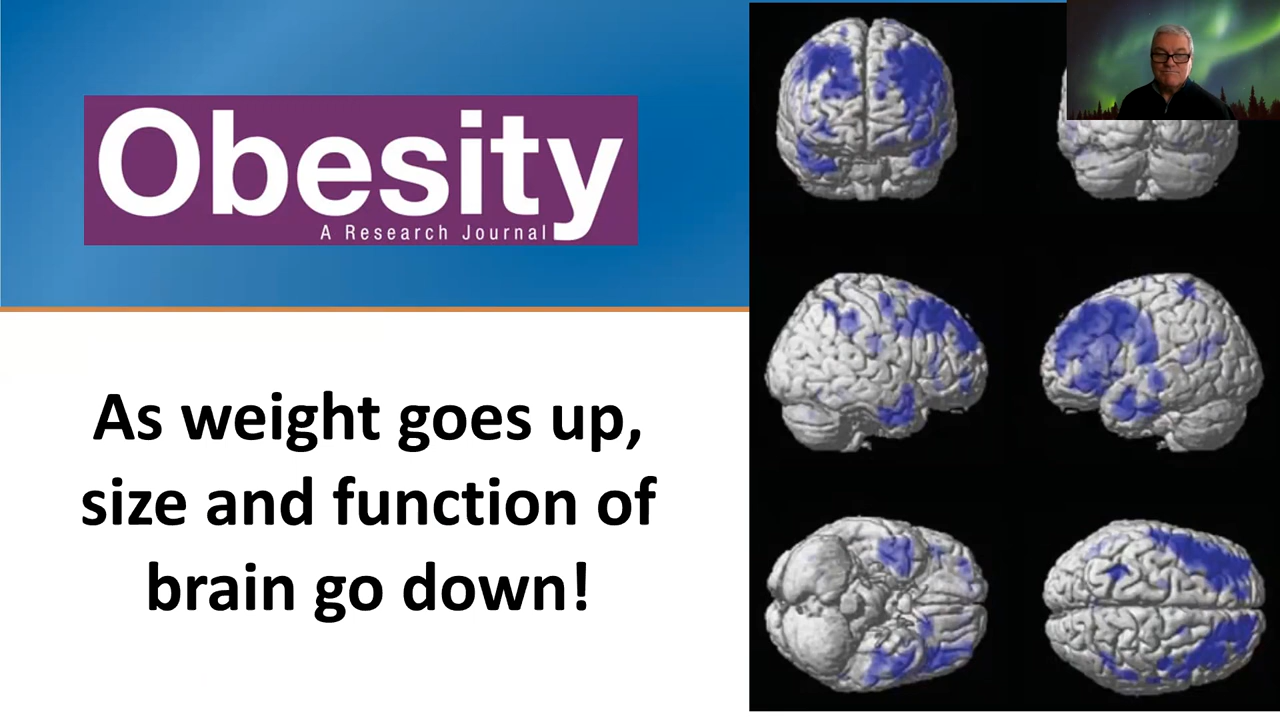 Obesity
A Research Journal
As weight goes up,
size and function of
brain go down!